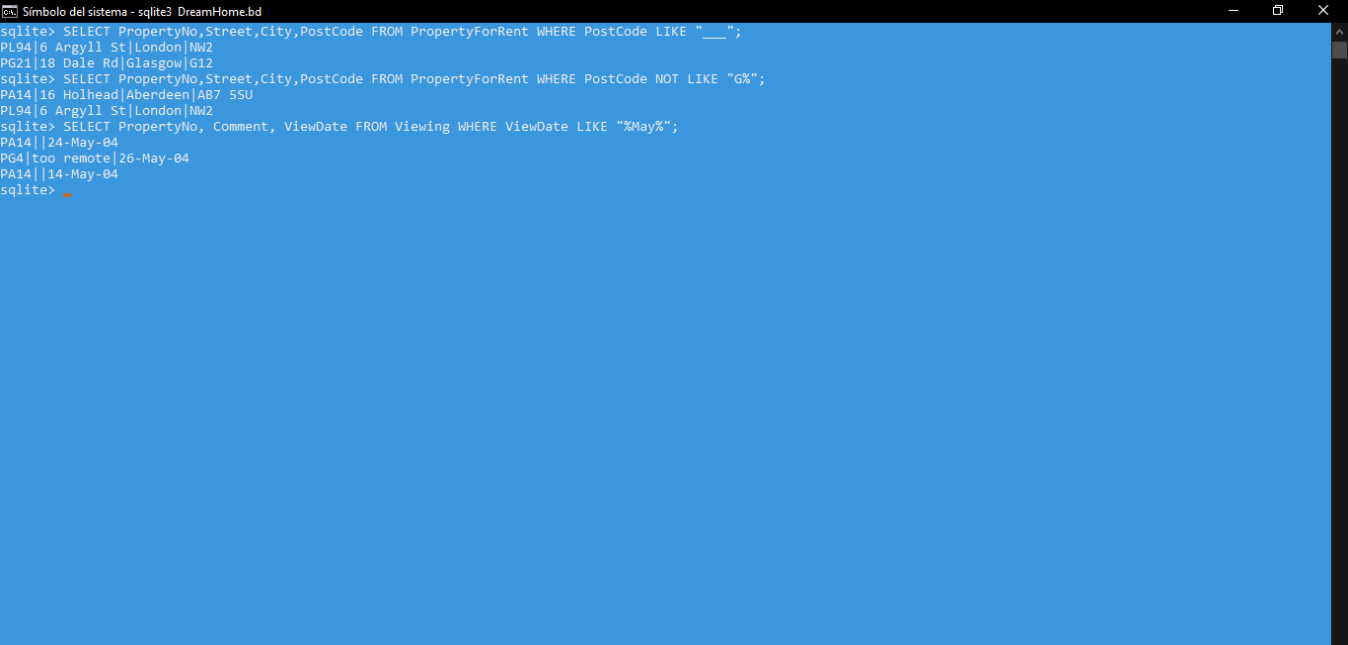 Símbolo del sistema - sqlite3 DreamHome.bd
sqlite> SELECT PropertyNo,Street,City,PostCode FROM PropertyForRent WHERE PostCode LIKE "___";
PL94|6 Argyll St|London|NW2
PG21|18 Dale Rd|Glasgow|G12
sqlite> SELECT PropertyNo,Street,City,PostCode FROM PropertyForRent WHERE PostCode NOT LIKE "G%";
PA14|16 Holhead|Aberdeen|AB7 5SU
PL94|6 Argyll St|London|NW2
sqlite> SELECT PropertyNo, Comment, ViewDate FROM Viewing WHERE ViewDate LIKE "%May%";
PA14||24-May-04
PG4|too remote|26-May-04
PA14||14-May-04
sqlite>